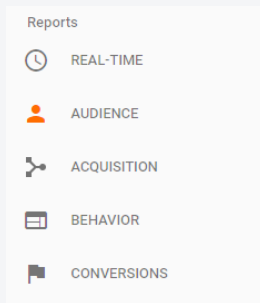 Reports
REAL-TIME
AUDIENCE
ACQUISITION
BEHAVIOR
CONVERSIONS